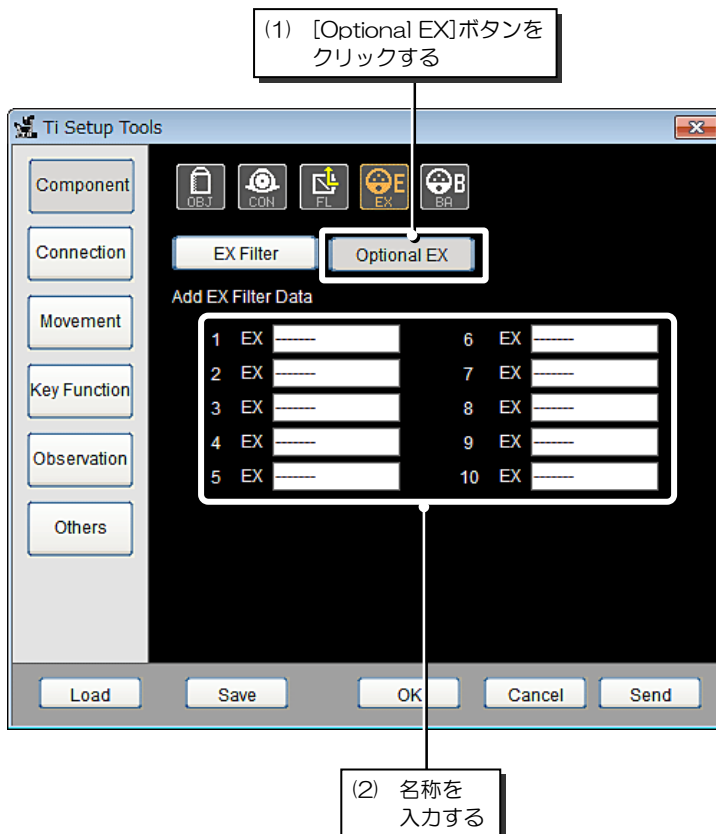 (1) [Optional EX]ボタンを
クリックする
Ti Setup Tools
Component
OBJ
CON
FL
E
EX
B
BA
Connection
EX Filter
Optional EX
Add EX Filter Data
Movement
1 EX -------
6 EX -------
Key Function
2 EX -------
7 EX -------
3 EX -------
8 EX -------
Observation
4 EX -------
9 EX -------
5 EX -------
10 EX -------
Others
Load
Save
OK
Cancel
Send
(2) 名称を
入力する